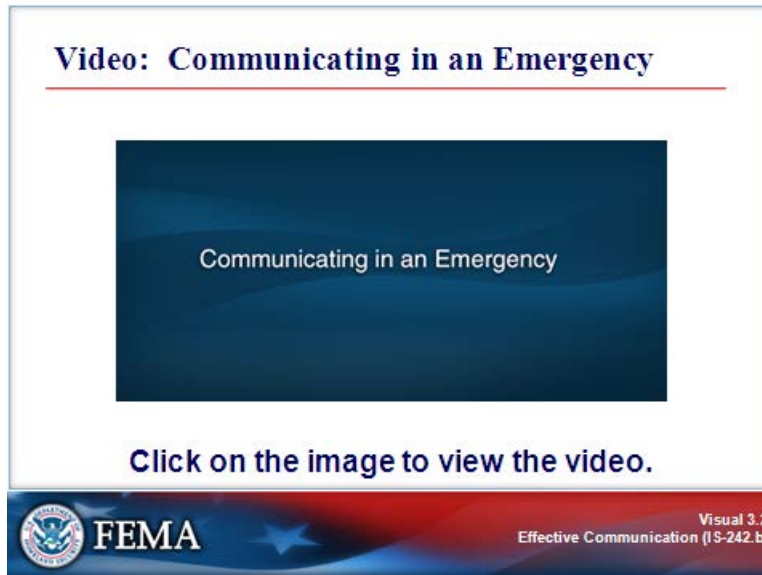 Video: Communicating in an Emergency
Communicating in an Emergency
Click on the image to view the video.
FEMA
Visual 3.
Effective Communication (IS-242.b